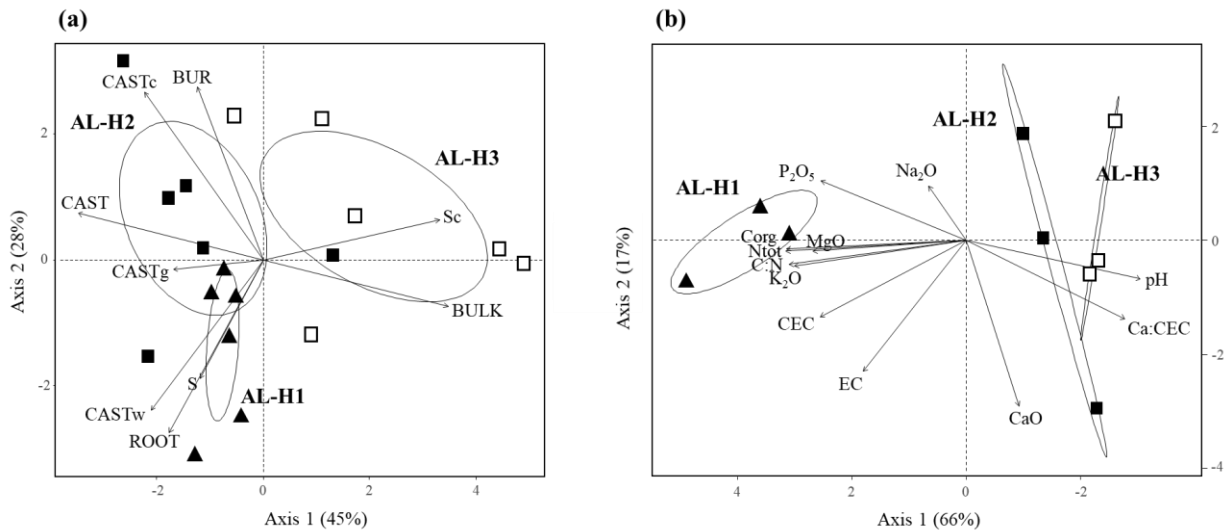 (a)
CASTc
BUR
AL-H2
AL-H3
CAST
Sc
CASTg
BULK
S
AL-H1
CASTw
ROOT
2
0
-2
-2
0
2
4
Axis 2 (28%)
Axis 1 (45%)
(b)
AL-H2
P₂O₅
Na₂O
AL-H1
AL-H3
Corg
MgO
Ntot
C:N
K₂O
pH
CEC
Ca:CEC
EC
CaO
2
0
-2
-4
4
2
0
-2
Axis 2 (17%)
Axis 1 (66%)